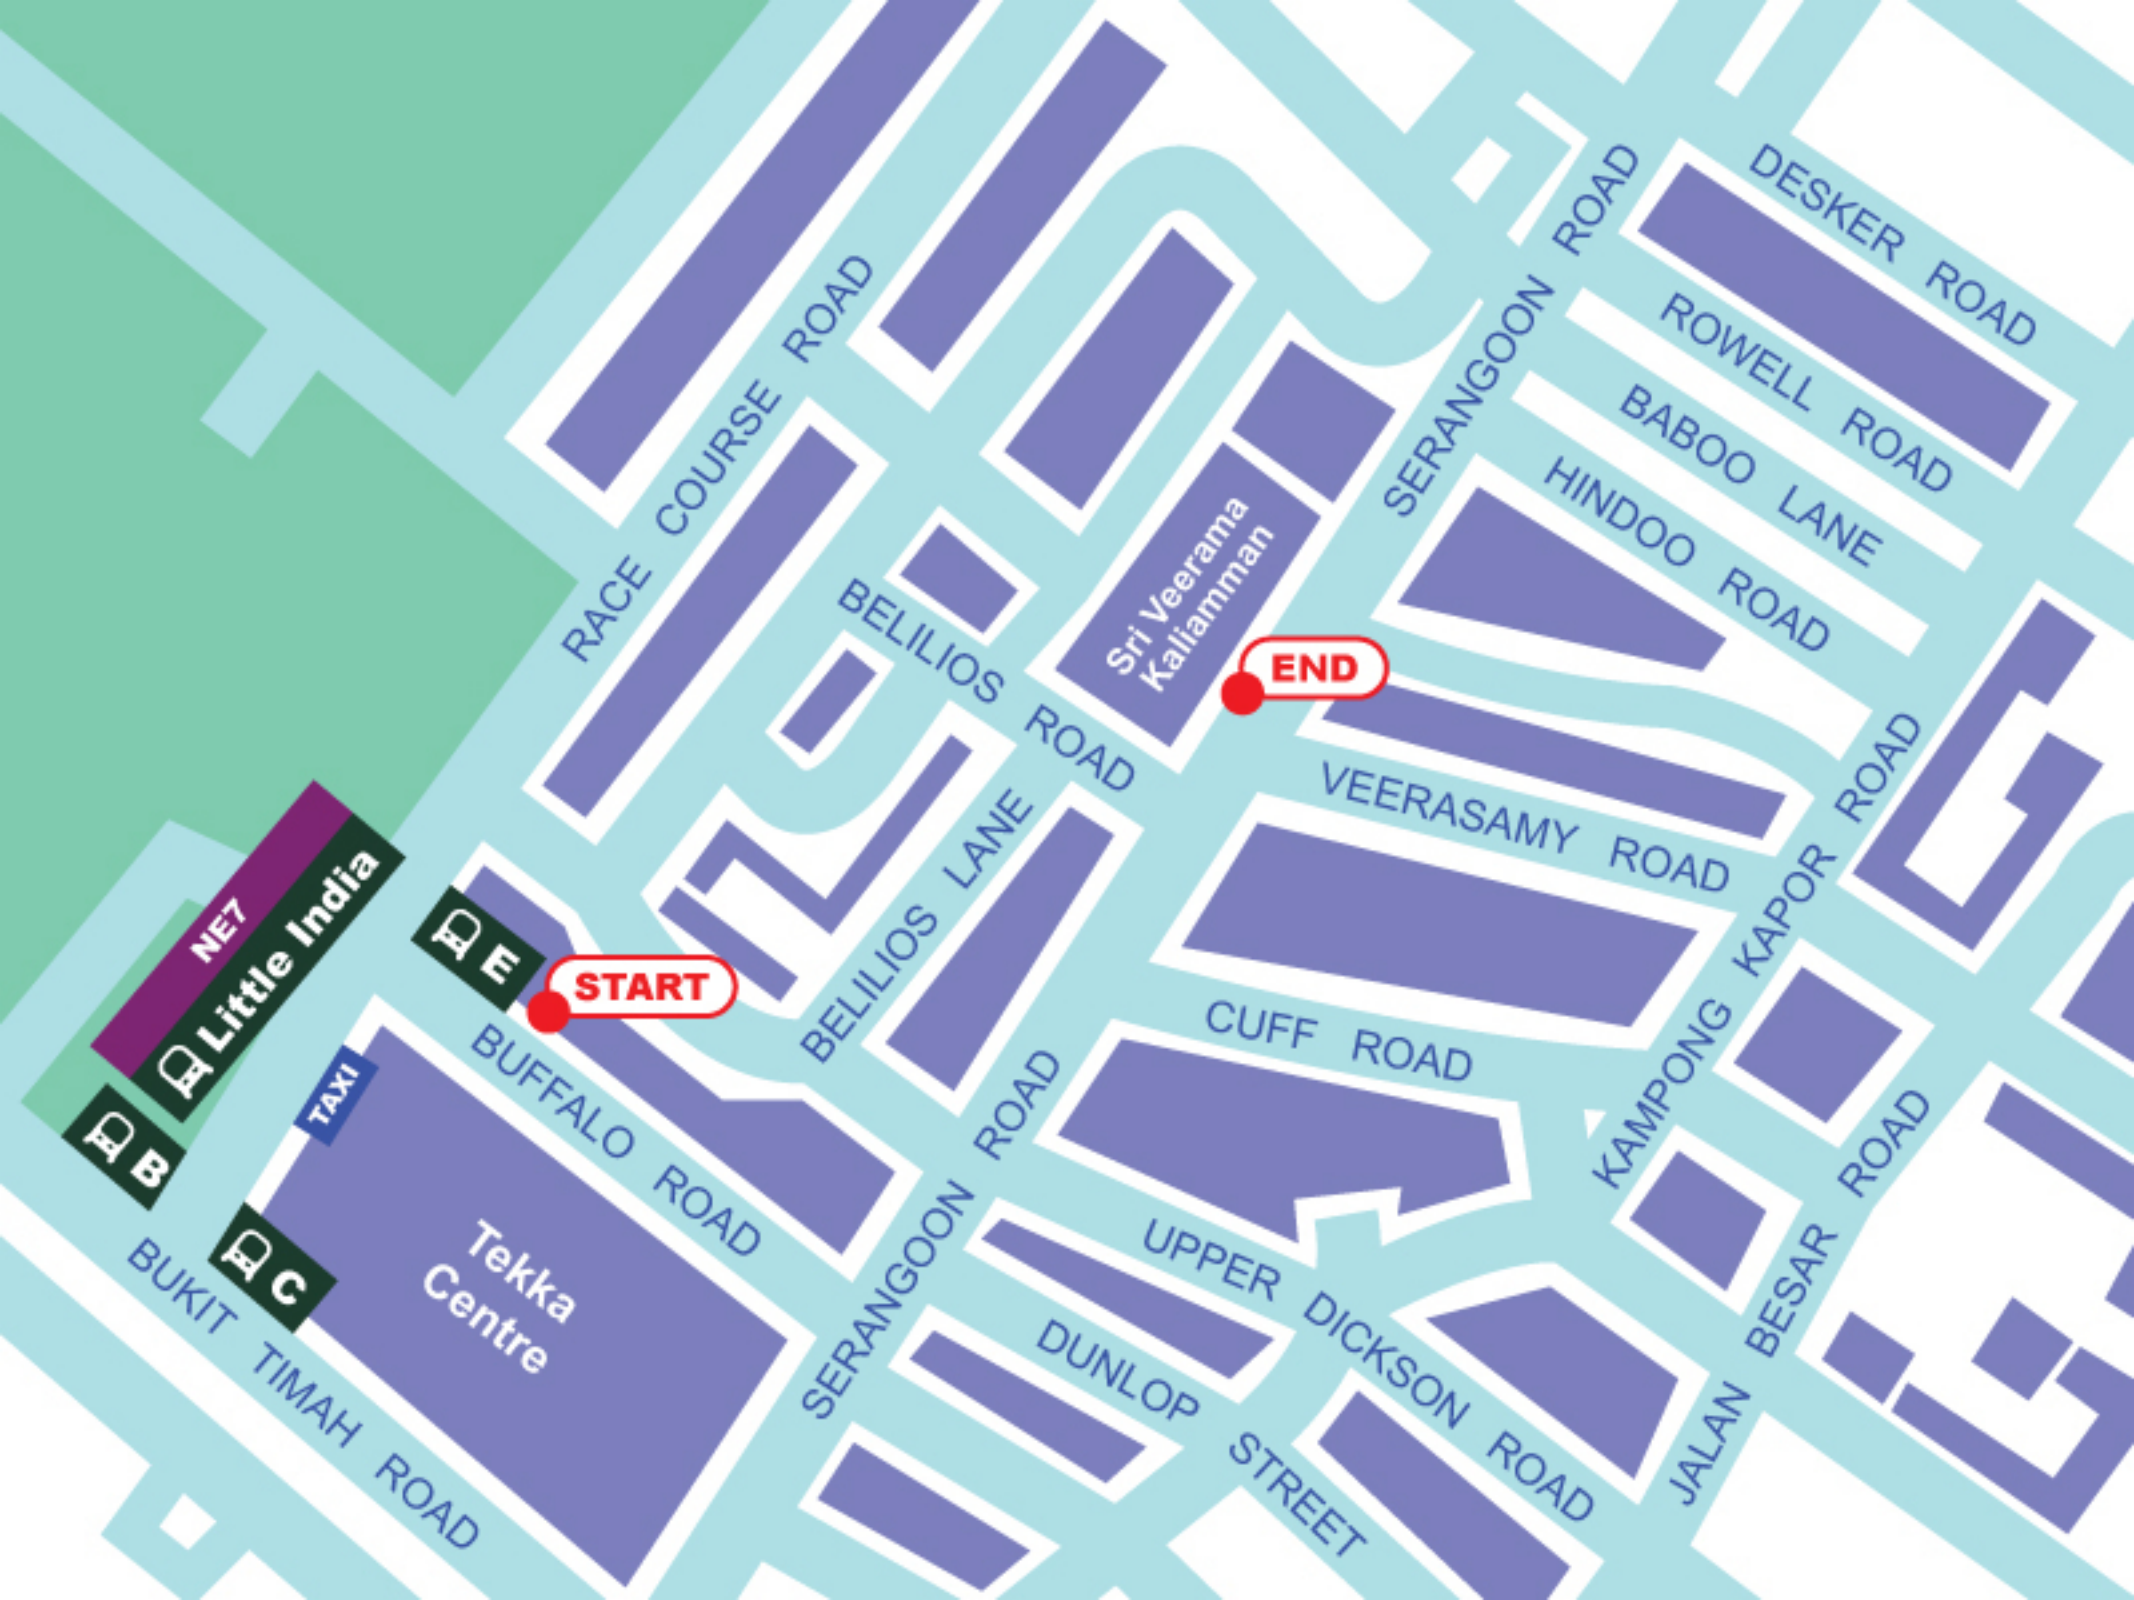 DESKER ROAD
ROWELL ROAD
BABOO LANE
HINDOO ROAD
SERANGOON ROAD
RACE COURSE ROAD
Sri Veerama
Kaliamman
END
BELILIOS ROAD
VEERASAMY ROAD
KAMPONG KAPOR ROAD
BELILIOS LANE
NE7
Little India
E
START
B
TAXI
BUFFALO ROAD
CUFF ROAD
C
Tekka
Centre
SERANGOON ROAD
UPPER DICKSON ROAD
DUNLOP STREET
JALAN BESAR ROAD
BUKIT TIMAH ROAD